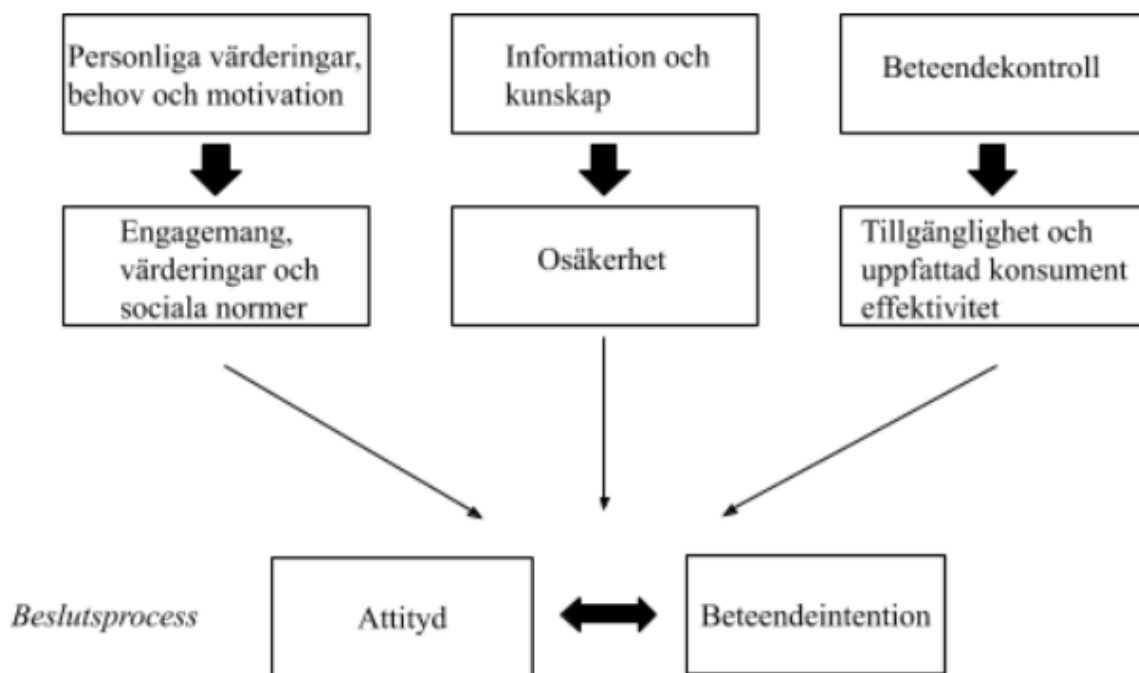 Personliga värderingar,
behov och motivation
Information och
kunskap
Beteendekontroll
Engagemang,
värderingar och
sociala normer
Osäkerhet
Tillgänglighet och
uppfattad konsument
effektivitet
Beslutsprocess
Attityd
Beteendeintention